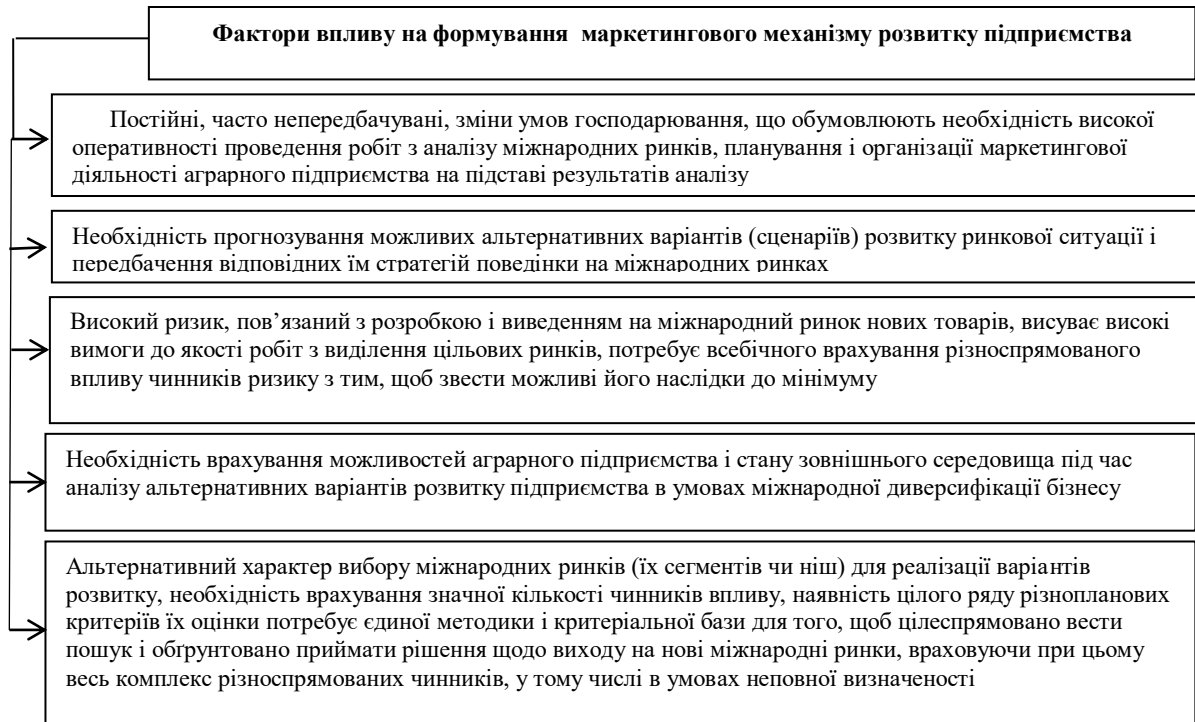 Фактори впливу на формування маркетингового механізму розвитку підприємства
Постійні, часто непередбачувані, зміни умов господарювання, що обумовлюють необхідність високої
оперативності проведення робіт з аналізу міжнародних ринків, планування і організації маркетингової
діяльності аграрного підприємства на підставі результатів аналізу
Необхідність прогнозування можливих альтернативних варіантів (сценаріїв) розвитку ринкової ситуації і
передбачення відповідних їм стратегій поведінки на міжнародних ринках
Високий ризик, пов’язаний з розробкою і виведенням на міжнародний ринок нових товарів, висуває високі
вимоги до якості робіт з виділення цільових ринків, потребує всебічного врахування різноспрямованого
впливу чинників ризику з тим, щоб звести можливі його наслідки до мінімуму
Необхідність врахування можливостей аграрного підприємства і стану зовнішнього середовища під час
аналізу альтернативних варіантів розвитку підприємства в умовах міжнародної диверсифікації бізнесу
Альтернативний характер вибору міжнародних ринків (їх сегментів чи ніш) для реалізації варіантів
розвитку, необхідність врахування значної кількості чинників впливу, наявність цілого ряду різнопланових
критеріїв їх оцінки потребує єдиної методики і критеріальної бази для того, щоб цілеспрямовано вести
пошук і обґрунтовано приймати рішення щодо виходу на нові міжнародні ринки, враховуючи при цьому
весь комплекс різноспрямованих чинників, у тому числі в умовах неповної визначеності